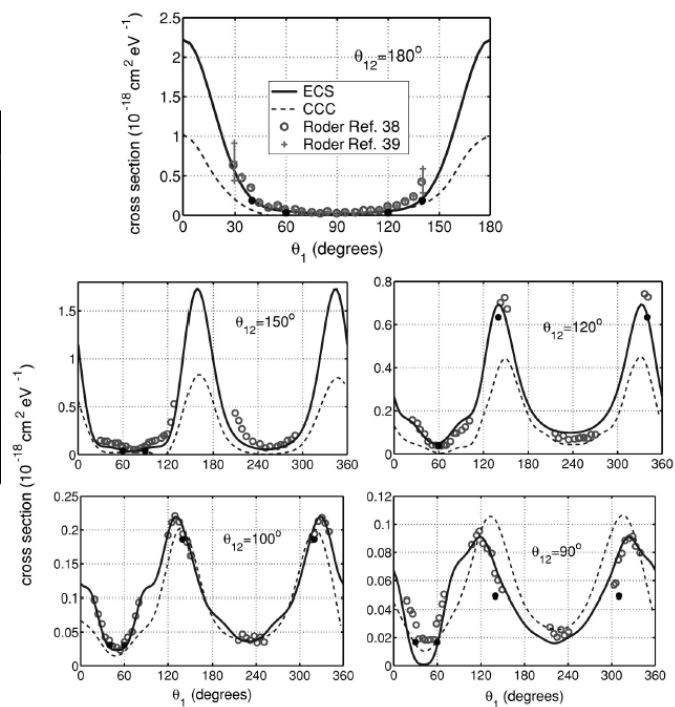 2.5
2
1.5
1
0.5
0
cross section (10⁻¹⁸ cm² eV⁻¹)
θ₁₂=180°
ECS
CCC
Roder Ref. 38
Roder Ref. 39
0 30 60 90 120 150 180
θ₁ (degrees)
1.5
1
0.5
0
θ₁₂=150°
0 60 120 180 240 300 360
0.8
0.6
0.4
0.2
0
θ₁₂=120°
0 60 120 180 240 300 360
cross section (10⁻¹⁸ cm² eV⁻¹)
0.25
0.2
0.15
0.1
0.05
0
θ₁₂=100°
0 60 120 180 240 300 360
θ₁ (degrees)
0.12
0.1
0.08
0.06
0.04
0.02
0
θ₁₂=90°
0 60 120 180 240 300 360
θ₁ (degrees)